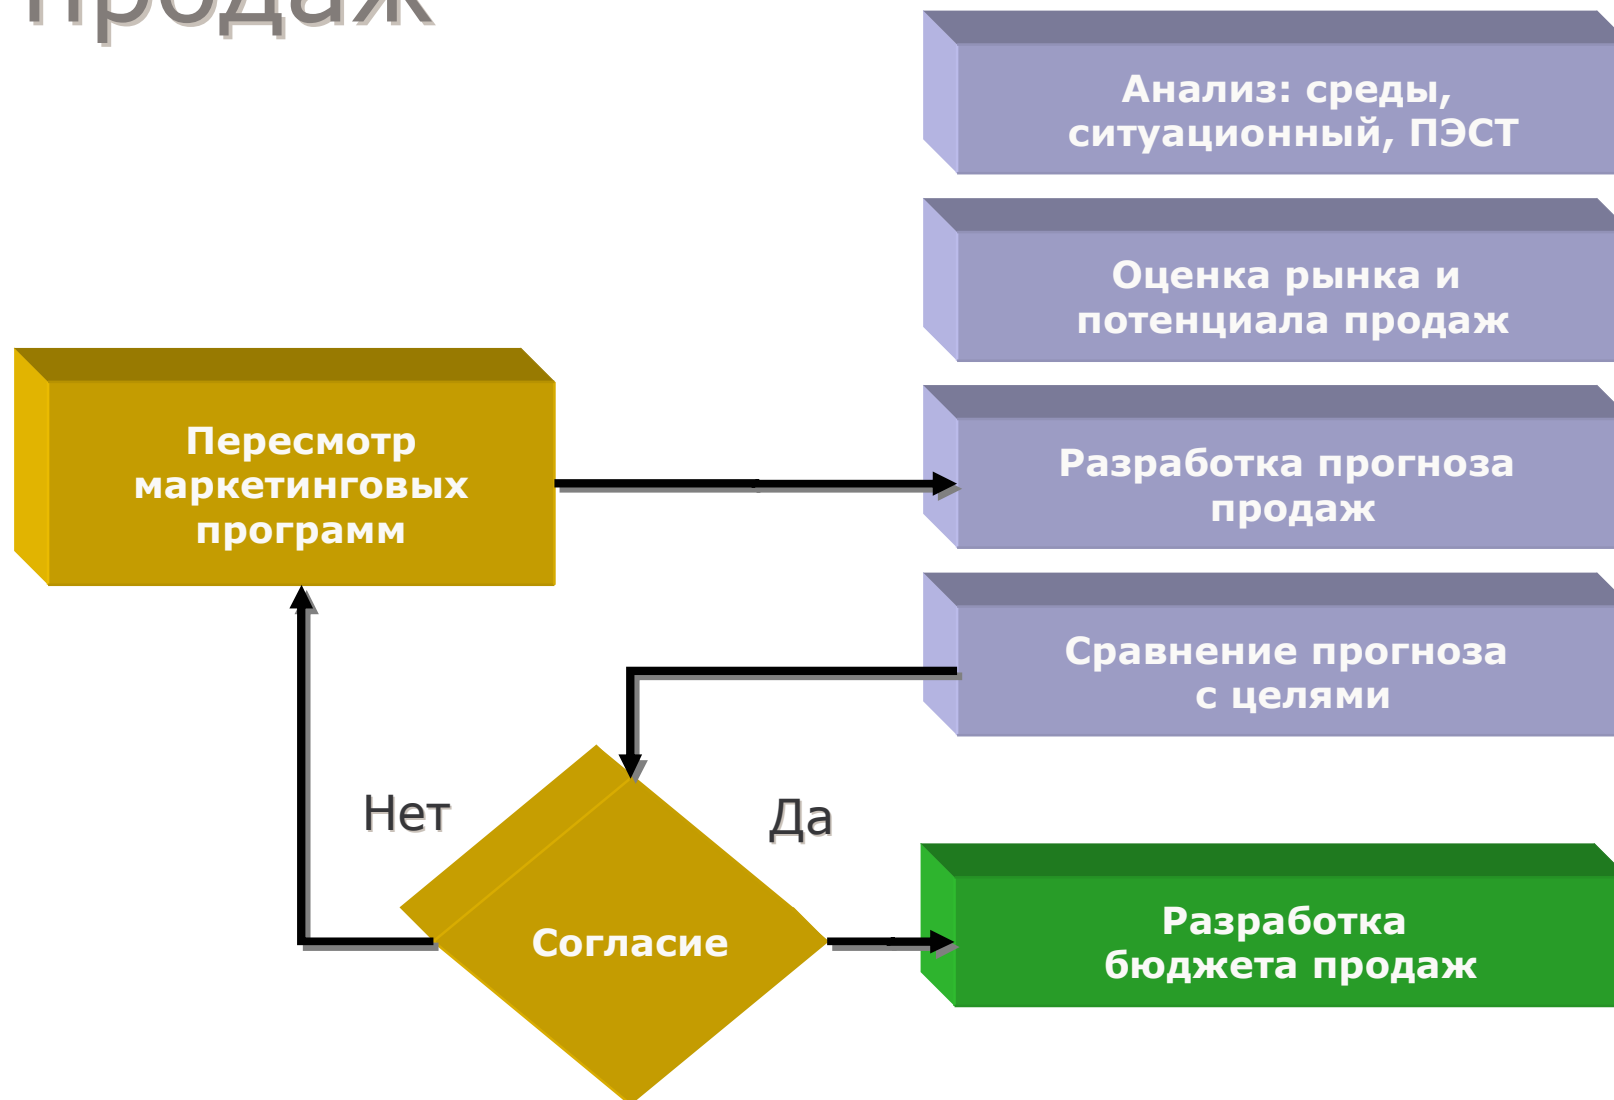 продаж
Анализ: среды,
ситуационный, ПЭСТ
Оценка рынка и
потенциала продаж
Пересмотр
маркетинговых
программ
Разработка прогноза
продаж
Сравнение прогноза
с целями
Нет
Да
Согласие
Разработка
бюджета продаж